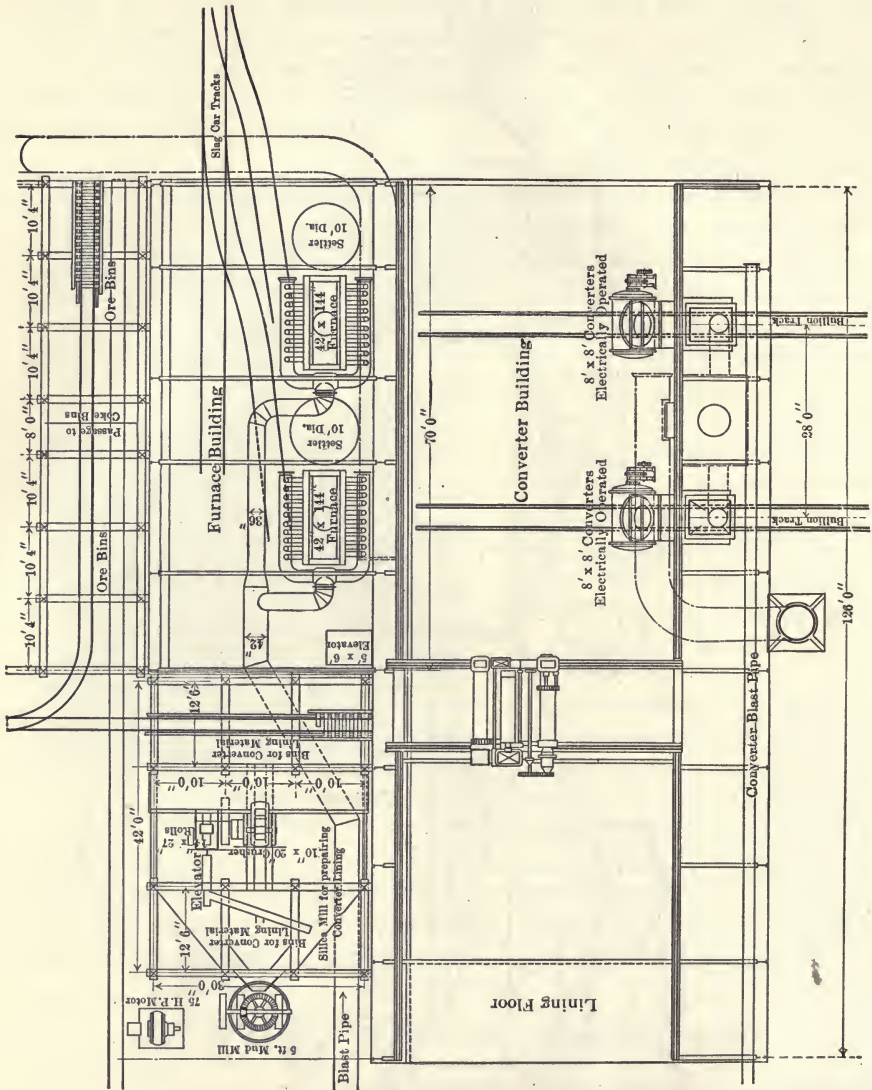 Slag Car Tracks
10'4"
10'4"
10'4"
8'0"
10'4"
10'4"
10'4"
Ore-Bins
Passage to
Coke Bins
Ore Bins
Furnace Building
Settler
10' Dia.
42" x 144"
Furnace
Settler
10' Dia.
42" x 144"
Furnace
36"
42"
5' x 6'
Elevator
12'6"
Bins for Converter
Lining Material
10'0"
10'0"
10'0"
42'0"
Rolls
27"
10" x 20" Crusher
Elevator
Silica Mill for prepairing
Converter Lining
Bins for Converter
Lining Material
12'6"
30'0"
75 H.P. Motor
5 ft. Mud Mill
Blast Pipe
70'0"
Converter Building
8' x 8' Converters
Electrically Operated
8' x 8' Converters
Electrically Operated
Bullion Track
28'0"
Bullion Track
126'0"
Converter Blast Pipe
Lining Floor